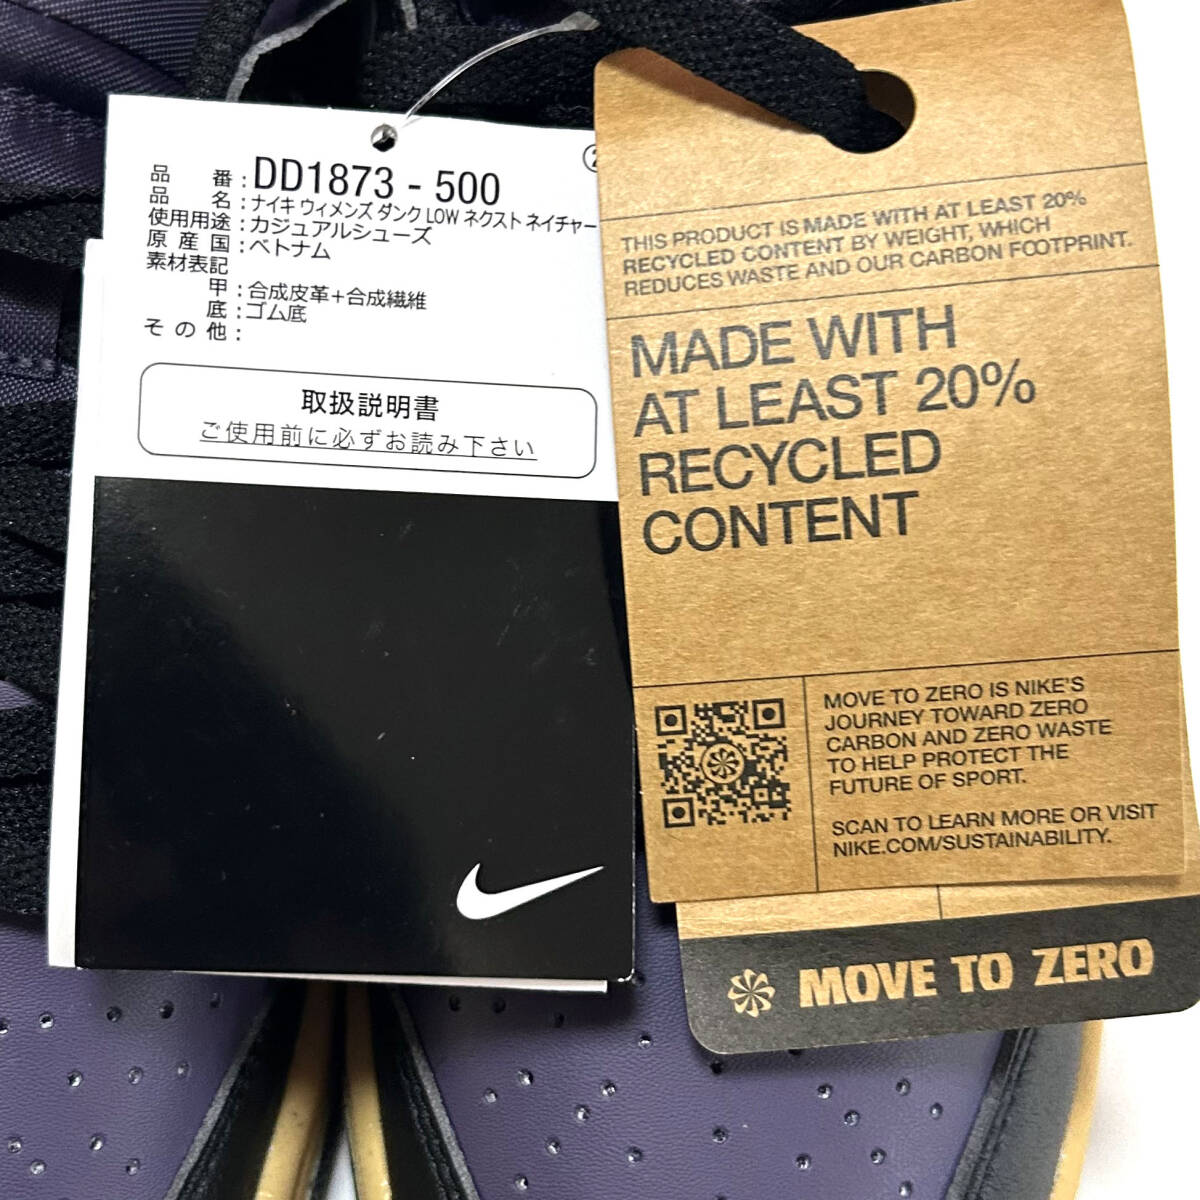 品 番 : DD1873 - 500
品 名 : ナイキ ウィメンズ ダンク LOW ネクスト ネイチャー
使用用途 : カジュアルシューズ
原 産 国 : ベトナム
素材表記
甲 : 合成皮革+合成繊維
底 : ゴム底
そ の 他 :
取扱説明書
ご使用前に必ずお読み下さい
THIS PRODUCT IS MADE WITH AT LEAST 20%
RECYCLED CONTENT BY WEIGHT, WHICH
REDUCES WASTE AND OUR CARBON FOOTPRINT.
MADE WITH
AT LEAST 20%
RECYCLED
CONTENT
MOVE TO ZERO IS NIKE'S
JOURNEY TOWARD ZERO
CARBON AND ZERO WASTE
TO HELP PROTECT THE
FUTURE OF SPORT.
SCAN TO LEARN MORE OR VISIT
NIKE.COM/SUSTAINABILITY.
MOVE TO ZERO